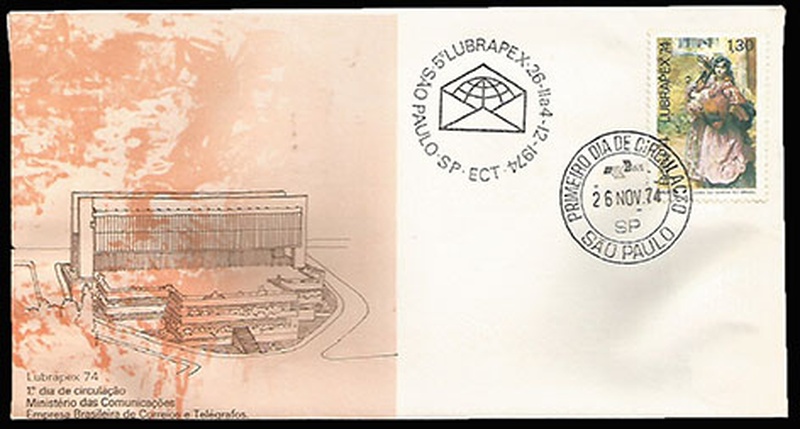 5ª LUBRAPEX · 26-11 a 4-12-1974
SÃO PAULO · SP · ECT ·
LUBRAPEX 74
1,30
PRIMEIRO DIA DE CIRCULAÇÃO
26 NOV. 74
SP
SÃO PAULO
Lubrapex 74
1º dia de circulação
Ministério das Comunicações
Empresa Brasileira de Correios e Telégrafos.